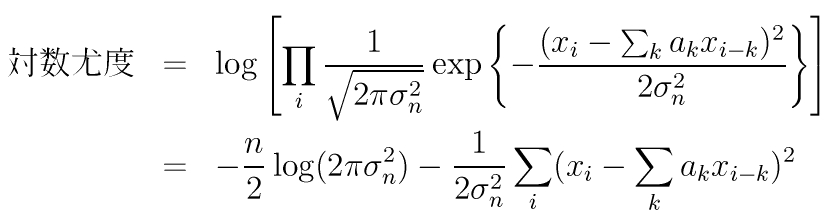 対数尤度 = log[∏_i 1/√(2πσ_n^2) exp{−(x_i − ∑_k a_k x_{i−k})^2/(2σ_n^2)}]
= −n/2 log(2πσ_n^2) − 1/(2σ_n^2) ∑_i (x_i − ∑_k a_k x_{i−k})^2